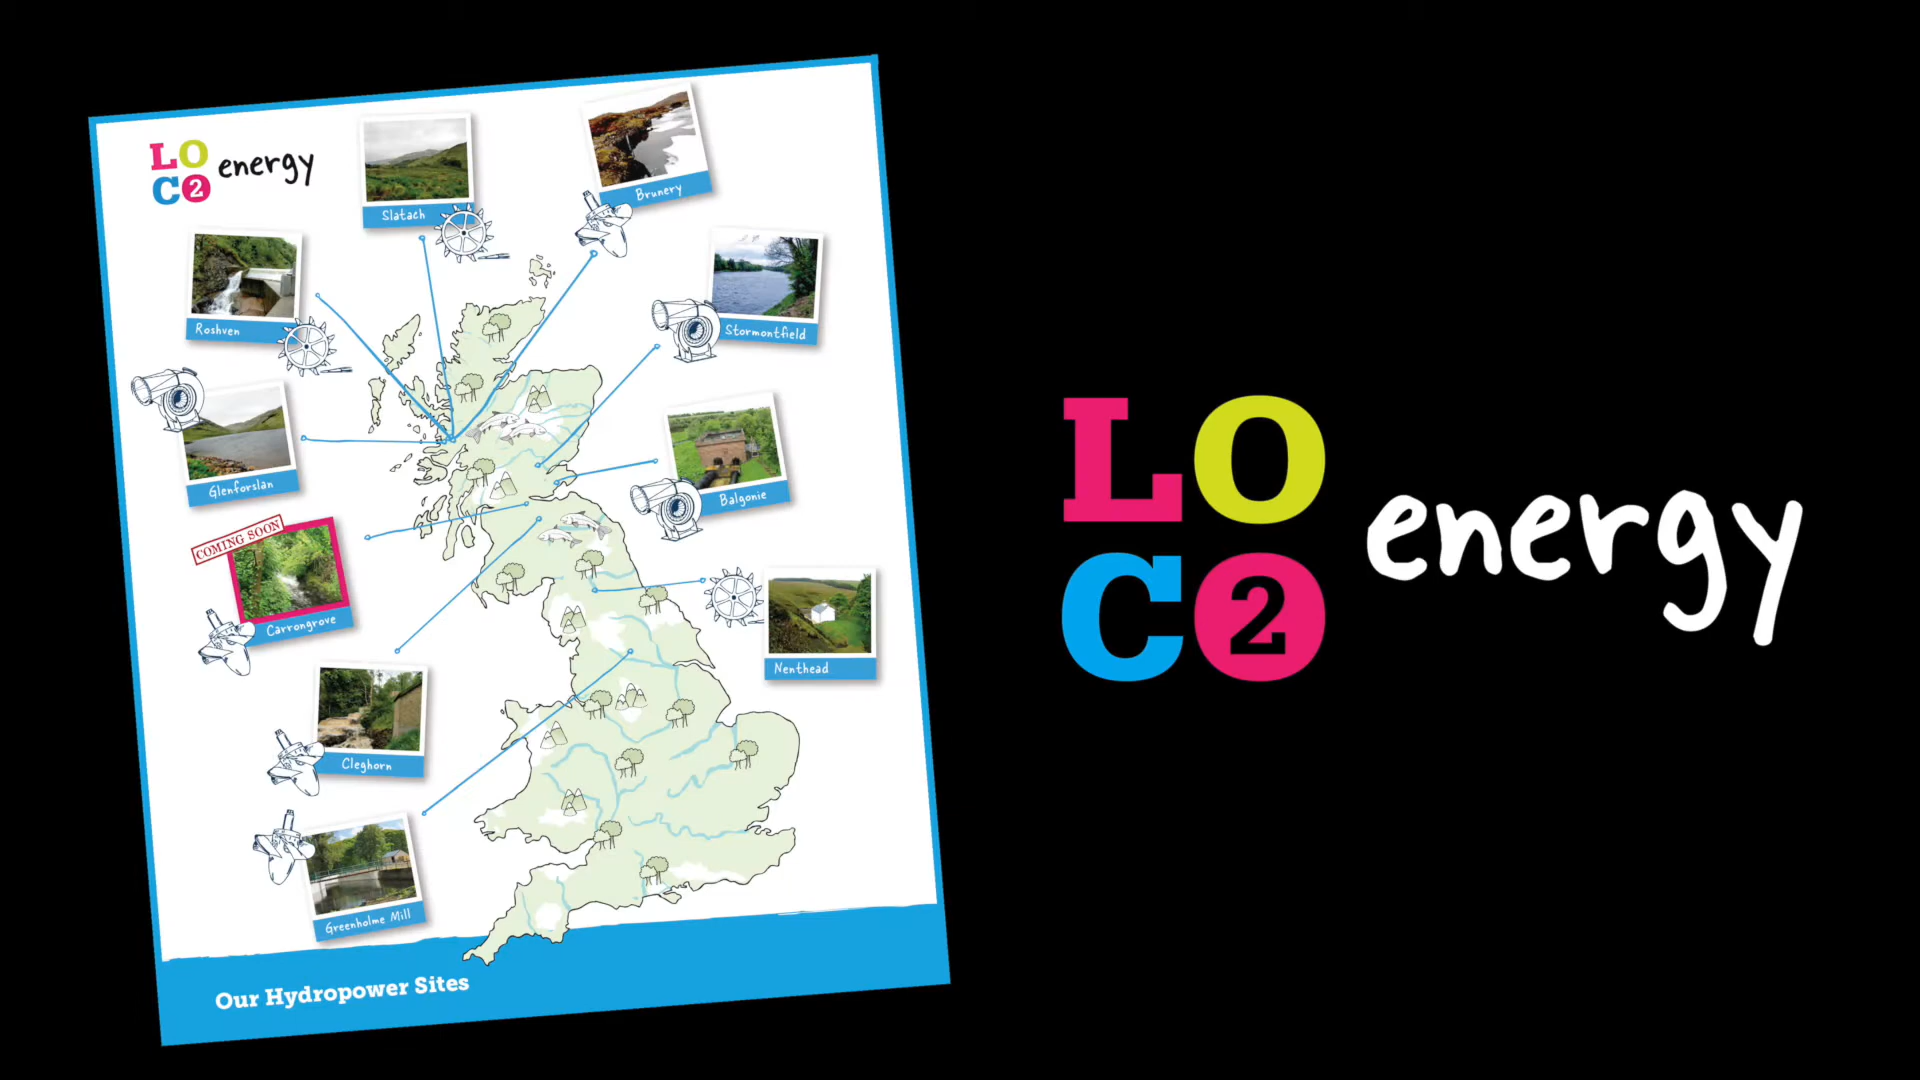 LO
C2 energy
Slatach
Brunery
Roshven
Stormontfield
Glenforslan
Balgonie
COMING SOON
Carrongrove
Nenthead
Cleghorn
Greenholme Mill
Our Hydropower Sites
LO
C2 energy